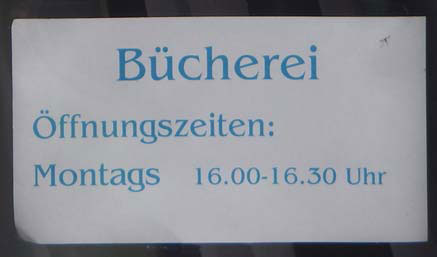 Bücherei
Öffnungszeiten:
Montags 16.00-16.30 Uhr